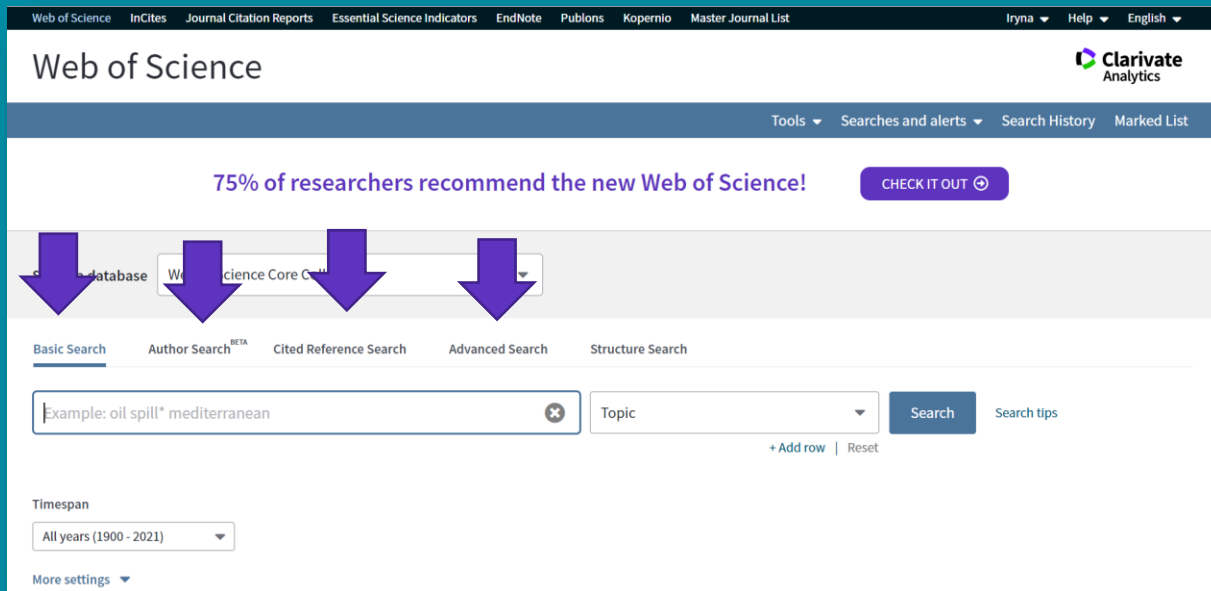 Web of Science InCites Journal Citation Reports Essential Science Indicators EndNote Publons Kopernio Master Journal List Iryna Help English
Web of Science
Clarivate
Analytics
Tools Searches and alerts Search History Marked List
75% of researchers recommend the new Web of Science!
CHECK IT OUT
database We cience Core C
Basic Search Author Search BETA Cited Reference Search Advanced Search Structure Search
Example: oil spill* mediterranean
Topic
Search
Search tips
+ Add row | Reset
Timespan
All years (1900 - 2021)
More settings